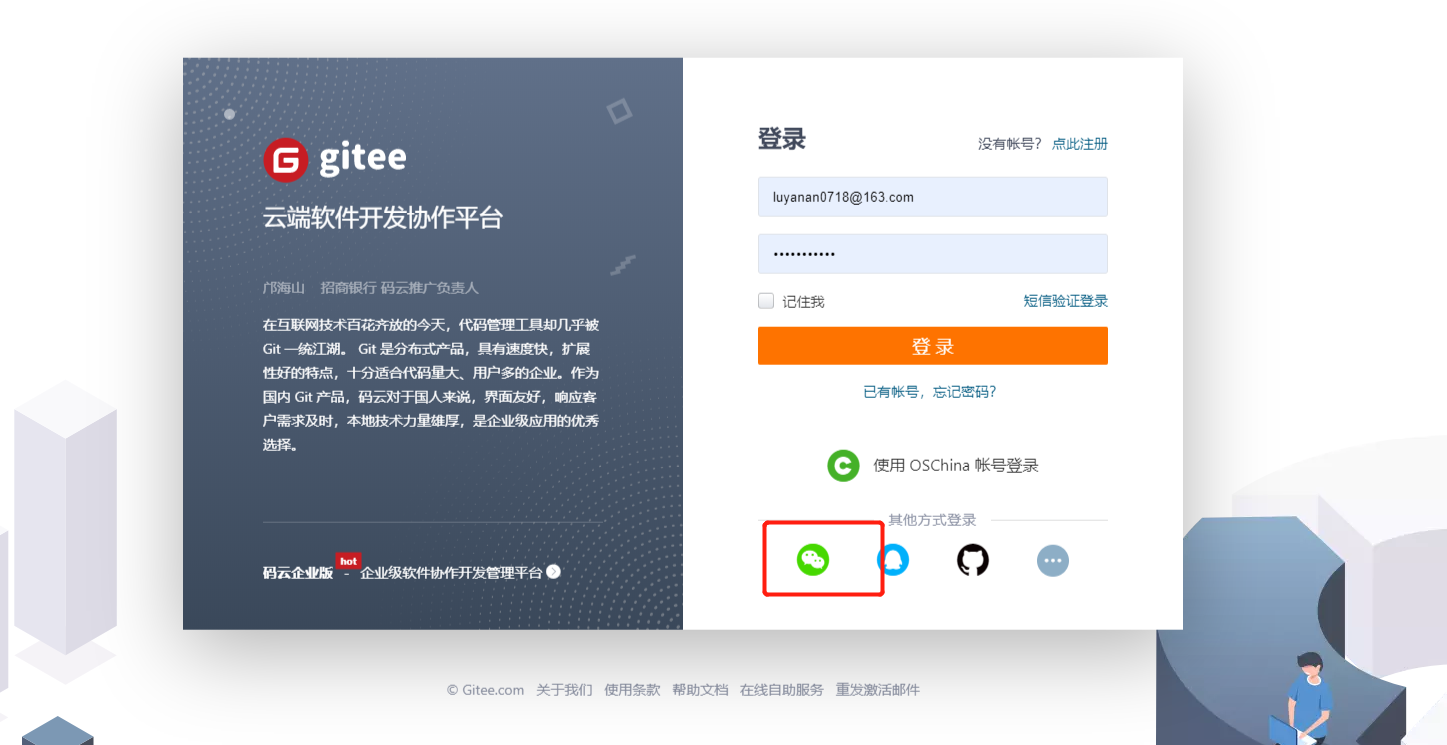 gitee
云端软件开发协作平台
邝海山 招商银行 码云推广负责人
在互联网技术百花齐放的今天，代码管理工具却几乎被
Git 一统江湖。 Git 是分布式产品，具有速度快，扩展
性好的特点，十分适合代码量大、用户多的企业。作为
国内 Git 产品，码云对于国人来说，界面友好，响应客
户需求及时，本地技术力量雄厚，是企业级应用的优秀
选择。
码云企业版 hot - 企业级软件协作开发管理平台
登录
没有帐号？ 点此注册
luyanan0718@163.com
•••••••••••
记住我
短信验证登录
登 录
已有帐号，忘记密码？
使用 OSChina 帐号登录
其他方式登录
© Gitee.com 关于我们 使用条款 帮助文档 在线自助服务 重发激活邮件